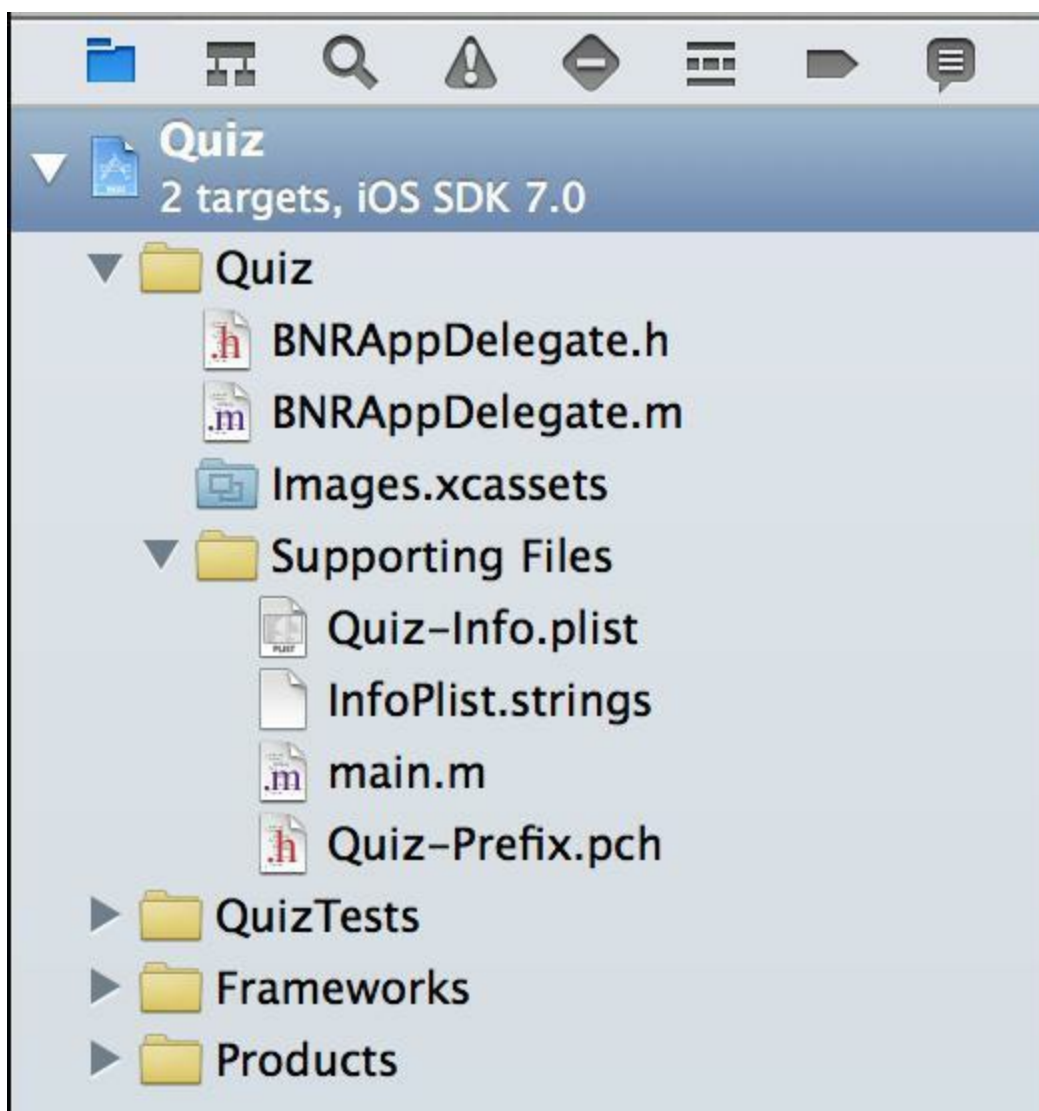 Quiz
2 targets, iOS SDK 7.0
Quiz
.h BNRAppDelegate.h
.m BNRAppDelegate.m
Images.xcassets
Supporting Files
PLIST Quiz-Info.plist
InfoPlist.strings
.m main.m
.h Quiz-Prefix.pch
QuizTests
Frameworks
Products